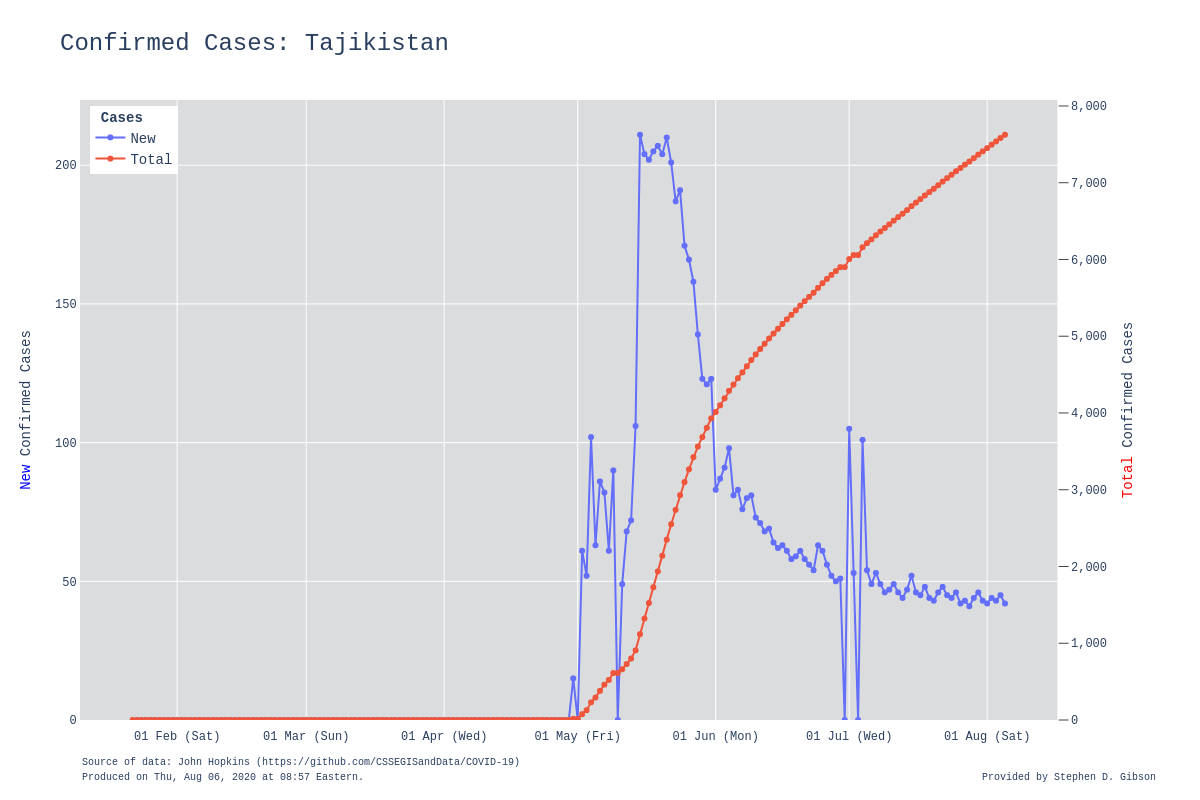 Confirmed Cases: Tajikistan
Cases
New
Total
200
150
100
50
0
8,000
7,000
6,000
5,000
4,000
3,000
2,000
1,000
0
New Confirmed Cases
Total Confirmed Cases
01 Feb (Sat)
01 Mar (Sun)
01 Apr (Wed)
01 May (Fri)
01 Jun (Mon)
01 Jul (Wed)
01 Aug (Sat)
Source of data: John Hopkins (https://github.com/CSSEGISandData/COVID-19)
Produced on Thu, Aug 06, 2020 at 08:57 Eastern.
Provided by Stephen D. Gibson